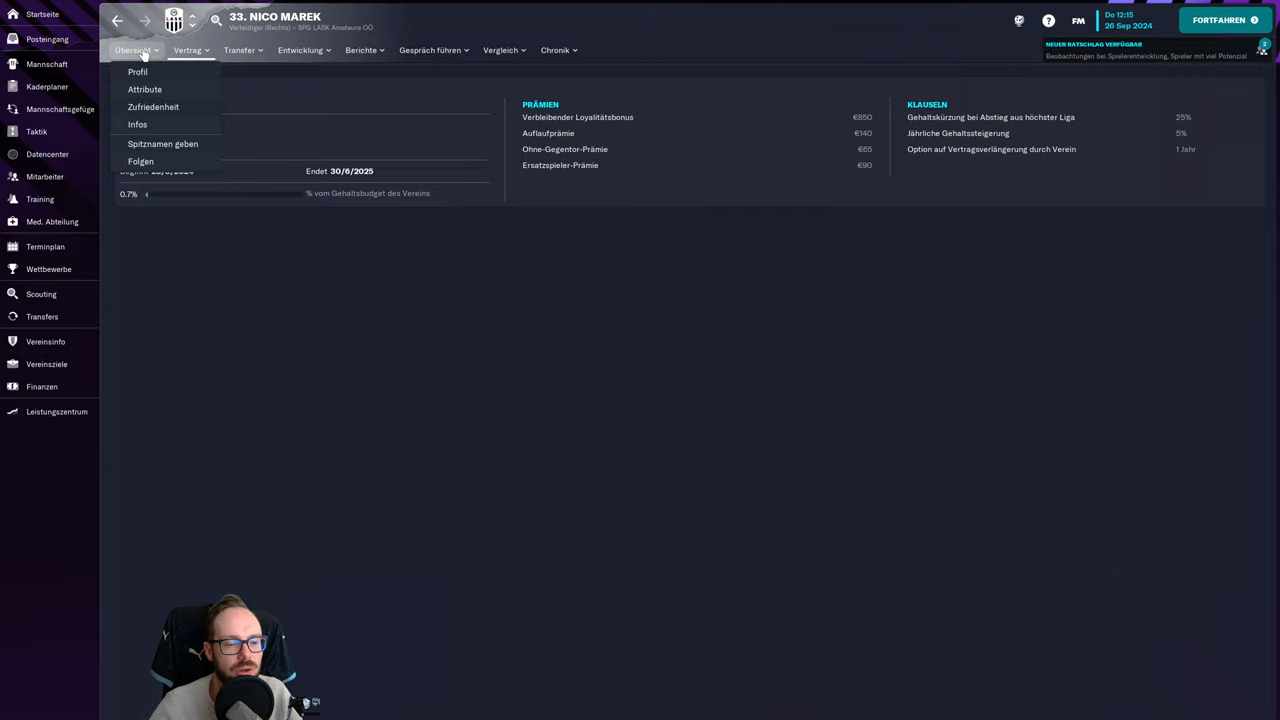 Startseite
Posteingang
Mannschaft
Kaderplaner
Mannschaftsgefüge
Taktik
Datencenter
Mitarbeiter
Training
Med. Abteilung
Terminplan
Wettbewerbe
Scouting
Transfers
Vereinsinfo
Vereinsziele
Finanzen
Leistungszentrum
33. NICO MAREK
Verteidiger (Rechts) – SPG LASK Amateure OÖ
FM
Do 12:15
26 Sep 2024
FORTFAHREN
Übersicht
Vertrag
Transfer
Entwicklung
Berichte
Gespräch führen
Vergleich
Chronik
NEUER RATSCHLAG VERFÜGBAR
Beobachtungen bei Spielerentwicklung, Spieler mit viel Potenzial
2
Profil
Attribute
Zufriedenheit
Infos
Spitznamen geben
Folgen
Endet 30/6/2025
0.7%
% vom Gehaltsbudget des Vereins
PRÄMIEN
Verbleibender Loyalitätsbonus €850
Auflaufprämie €140
Ohne-Gegentor-Prämie €65
Ersatzspieler-Prämie €90
KLAUSELN
Gehaltskürzung bei Abstieg aus höchster Liga 25%
Jährliche Gehaltssteigerung 5%
Option auf Vertragsverlängerung durch Verein 1 Jahr